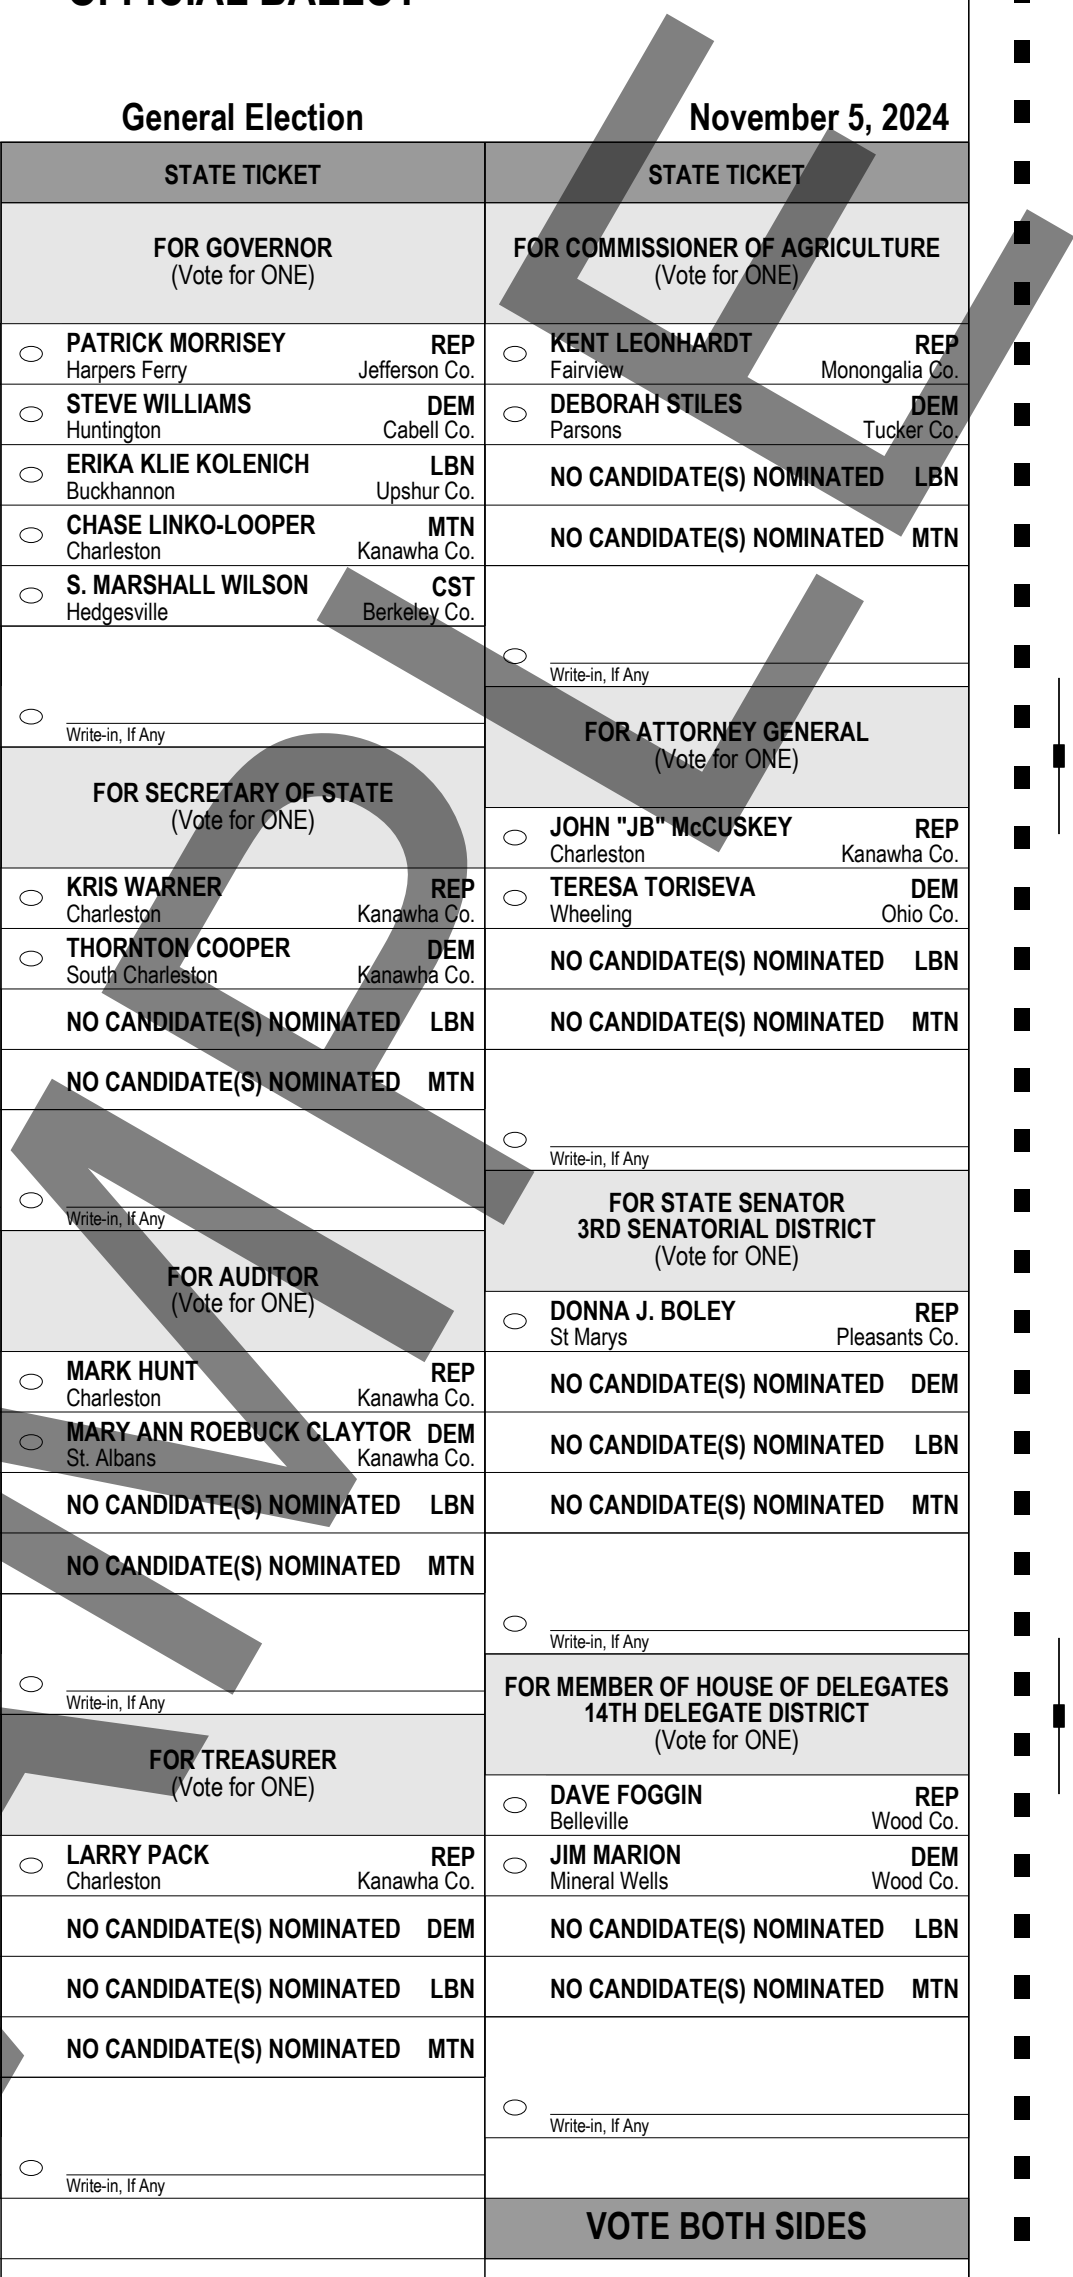 OFFICIAL BALLOT
General Election
November 5, 2024
STATE TICKET
FOR GOVERNOR
(Vote for ONE)
PATRICK MORRISEY REP
Harpers Ferry Jefferson Co.
STEVE WILLIAMS DEM
Huntington Cabell Co.
ERIKA KLIE KOLENICH LBN
Buckhannon Upshur Co.
CHASE LINKO-LOOPER MTN
Charleston Kanawha Co.
S. MARSHALL WILSON CST
Hedgesville Berkeley Co.
Write-in, If Any
FOR SECRETARY OF STATE
(Vote for ONE)
KRIS WARNER REP
Charleston Kanawha Co.
THORNTON COOPER DEM
South Charleston Kanawha Co.
NO CANDIDATE(S) NOMINATED LBN
NO CANDIDATE(S) NOMINATED MTN
Write-in, If Any
FOR AUDITOR
(Vote for ONE)
MARK HUNT REP
Charleston Kanawha Co.
MARY ANN ROEBUCK CLAYTOR DEM
St. Albans Kanawha Co.
NO CANDIDATE(S) NOMINATED LBN
NO CANDIDATE(S) NOMINATED MTN
Write-in, If Any
FOR TREASURER
(Vote for ONE)
LARRY PACK REP
Charleston Kanawha Co.
NO CANDIDATE(S) NOMINATED DEM
NO CANDIDATE(S) NOMINATED LBN
NO CANDIDATE(S) NOMINATED MTN
Write-in, If Any
STATE TICKET
FOR COMMISSIONER OF AGRICULTURE
(Vote for ONE)
KENT LEONHARDT REP
Fairview Monongalia Co.
DEBORAH STILES DEM
Parsons Tucker Co.
NO CANDIDATE(S) NOMINATED LBN
NO CANDIDATE(S) NOMINATED MTN
Write-in, If Any
FOR ATTORNEY GENERAL
(Vote for ONE)
JOHN "JB" McCUSKEY REP
Charleston Kanawha Co.
TERESA TORISEVA DEM
Wheeling Ohio Co.
NO CANDIDATE(S) NOMINATED LBN
NO CANDIDATE(S) NOMINATED MTN
Write-in, If Any
FOR STATE SENATOR
3RD SENATORIAL DISTRICT
(Vote for ONE)
DONNA J. BOLEY REP
St Marys Pleasants Co.
NO CANDIDATE(S) NOMINATED DEM
NO CANDIDATE(S) NOMINATED LBN
NO CANDIDATE(S) NOMINATED MTN
Write-in, If Any
FOR MEMBER OF HOUSE OF DELEGATES
14TH DELEGATE DISTRICT
(Vote for ONE)
DAVE FOGGIN REP
Belleville Wood Co.
JIM MARION DEM
Mineral Wells Wood Co.
NO CANDIDATE(S) NOMINATED LBN
NO CANDIDATE(S) NOMINATED MTN
Write-in, If Any
VOTE BOTH SIDES